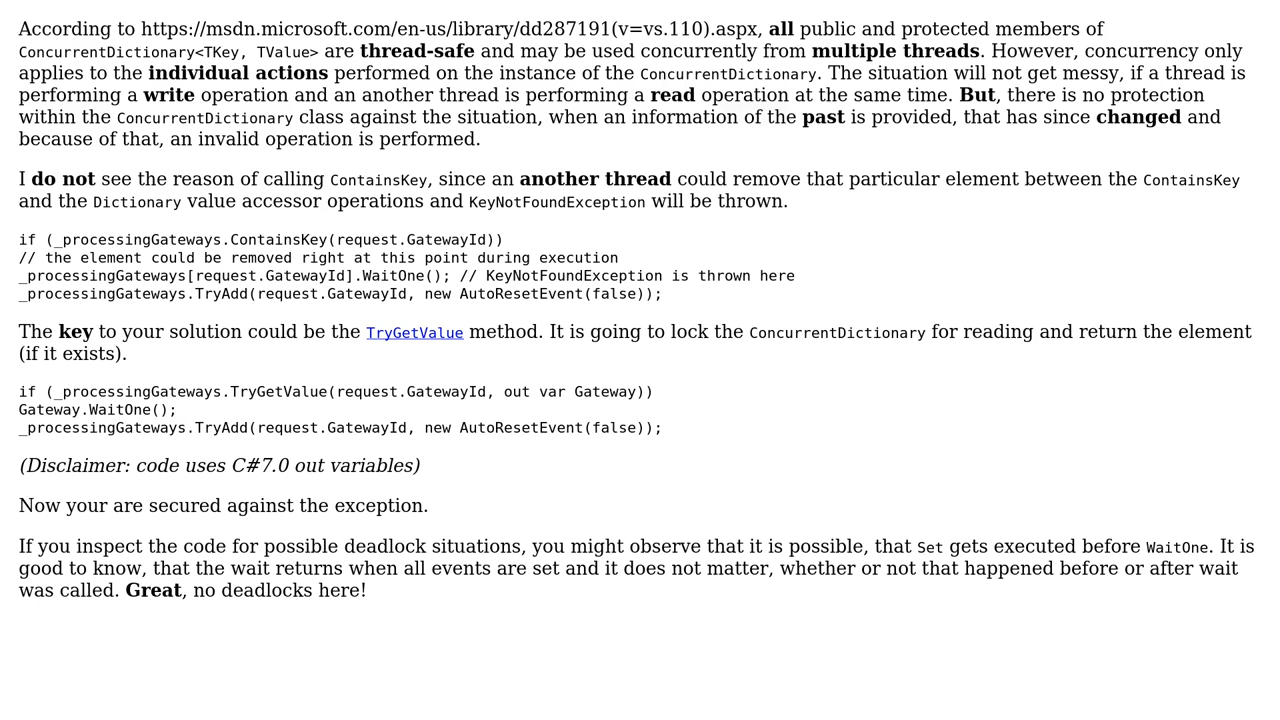 According to https://msdn.microsoft.com/en-us/library/dd287191(v=vs.110).aspx, all public and protected members of
ConcurrentDictionary<TKey, TValue> are thread-safe and may be used concurrently from multiple threads. However, concurrency only
applies to the individual actions performed on the instance of the ConcurrentDictionary. The situation will not get messy, if a thread is
performing a write operation and an another thread is performing a read operation at the same time. But, there is no protection
within the ConcurrentDictionary class against the situation, when an information of the past is provided, that has since changed and
because of that, an invalid operation is performed.
I do not see the reason of calling ContainsKey, since an another thread could remove that particular element between the ContainsKey
and the Dictionary value accessor operations and KeyNotFoundException will be thrown.
if (_processingGateways.ContainsKey(request.GatewayId))
// the element could be removed right at this point during execution
_processingGateways[request.GatewayId].WaitOne(); // KeyNotFoundException is thrown here
_processingGateways.TryAdd(request.GatewayId, new AutoResetEvent(false));
The key to your solution could be the TryGetValue method. It is going to lock the ConcurrentDictionary for reading and return the element
(if it exists).
if (_processingGateways.TryGetValue(request.GatewayId, out var Gateway))
Gateway.WaitOne();
_processingGateways.TryAdd(request.GatewayId, new AutoResetEvent(false));
(Disclaimer: code uses C#7.0 out variables)
Now your are secured against the exception.
If you inspect the code for possible deadlock situations, you might observe that it is possible, that Set gets executed before WaitOne. It is
good to know, that the wait returns when all events are set and it does not matter, whether or not that happened before or after wait
was called. Great, no deadlocks here!